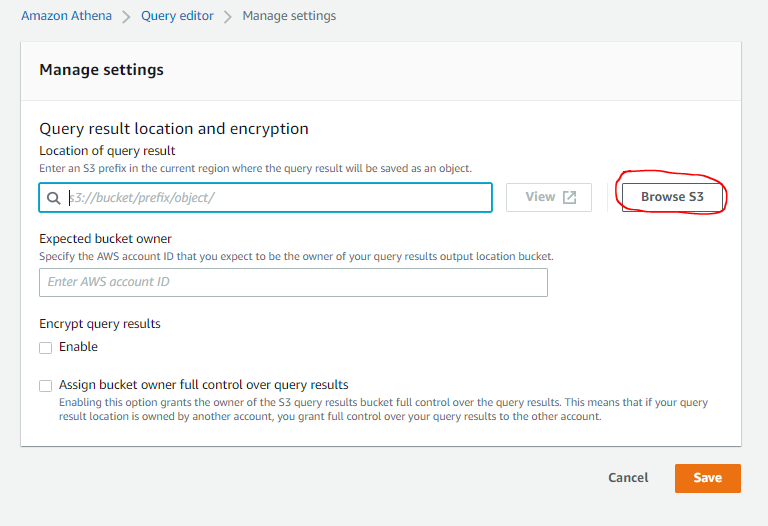 Amazon Athena > Query editor > Manage settings
Manage settings
Query result location and encryption
Location of query result
Enter an S3 prefix in the current region where the query result will be saved as an object.
s3://bucket/prefix/object/ View Browse S3
Expected bucket owner
Specify the AWS account ID that you expect to be the owner of your query results output location bucket.
Enter AWS account ID
Encrypt query results
Enable
Assign bucket owner full control over query results
Enabling this option grants the owner of the S3 query results bucket full control over the query results. This means that if your query
result location is owned by another account, you grant full control over your query results to the other account.
Cancel Save